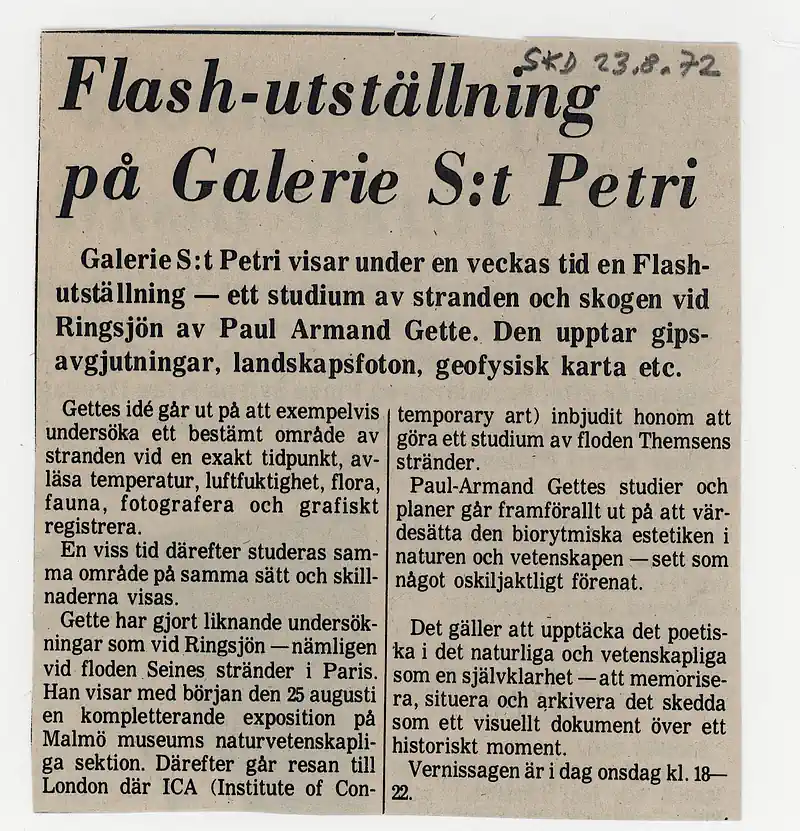 SKD 23.8.72
Flash-utställning
på Galerie S:t Petri
Galerie S:t Petri visar under en veckas tid en Flash-
utställning — ett studium av stranden och skogen vid
Ringsjön av Paul Armand Gette. Den upptar gips-
avgjutningar, landskapsfoton, geofysisk karta etc.
Gettes idé går ut på att exempelvis
undersöka ett bestämt område av
stranden vid en exakt tidpunkt, av-
läsa temperatur, luftfuktighet, flora,
fauna, fotografera och grafiskt
registrera.
En viss tid därefter studeras sam-
ma område på samma sätt och skill-
naderna visas.
Gette har gjort liknande undersök-
ningar som vid Ringsjön — nämligen
vid floden Seines stränder i Paris.
Han visar med början den 25 augusti
en kompletterande exposition på
Malmö museums naturvetenskapli-
ga sektion. Därefter går resan till
London där ICA (Institute of Con-
temporary art) inbjudit honom att
göra ett studium av floden Themsens
stränder.
Paul-Armand Gettes studier och
planer går framförallt ut på att vär-
desätta den biorytmiska estetiken i
naturen och vetenskapen — sett som
något oskiljaktligt förenat.
Det gäller att upptäcka det poetis-
ka i det naturliga och vetenskapliga
som en självklarhet — att memorise-
ra, situera och arkivera det skedda
som ett visuellt dokument över ett
historiskt moment.
Vernissagen är i dag onsdag kl. 18—
22.